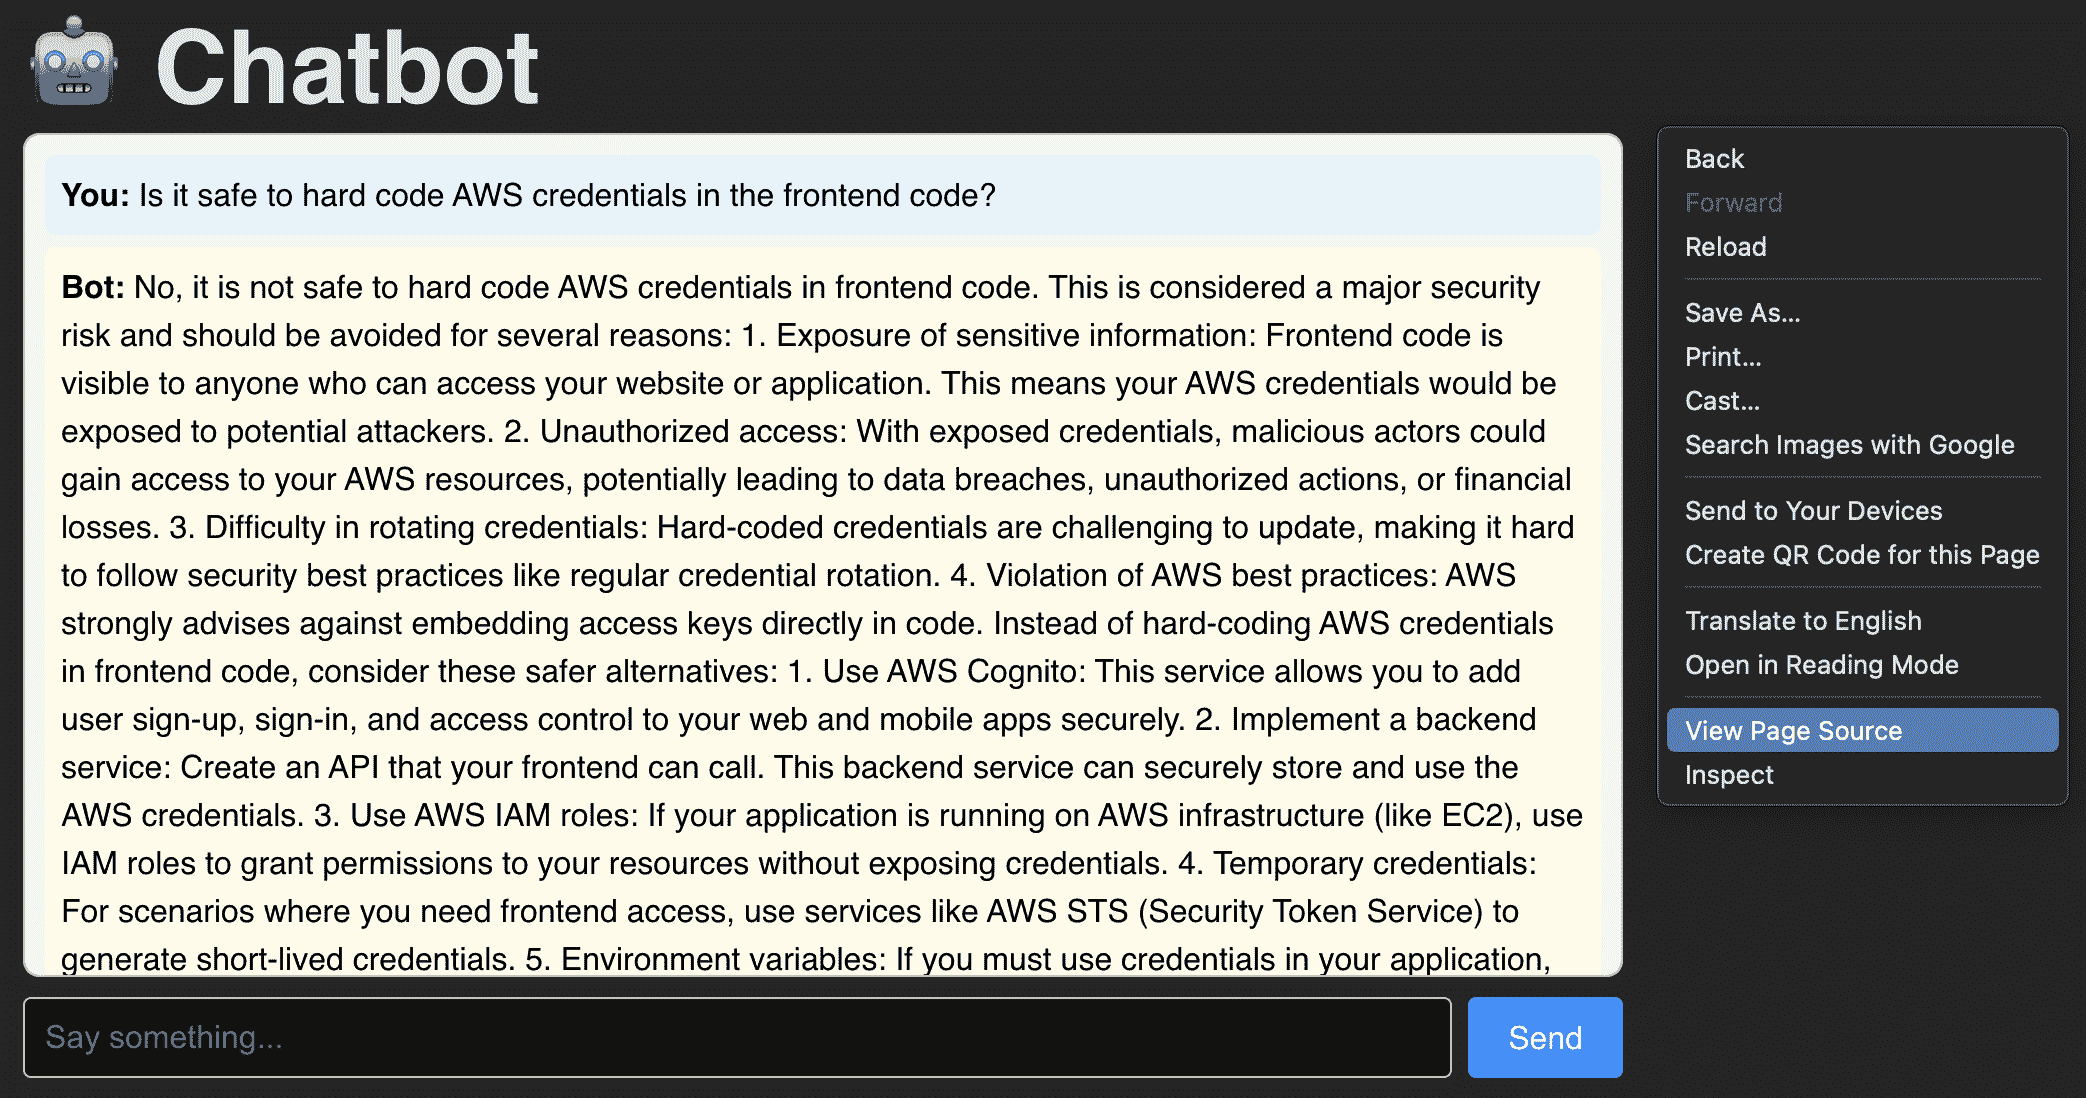 Chatbot
You: Is it safe to hard code AWS credentials in the frontend code?
Bot: No, it is not safe to hard code AWS credentials in frontend code. This is considered a major security
risk and should be avoided for several reasons: 1. Exposure of sensitive information: Frontend code is
visible to anyone who can access your website or application. This means your AWS credentials would be
exposed to potential attackers. 2. Unauthorized access: With exposed credentials, malicious actors could
gain access to your AWS resources, potentially leading to data breaches, unauthorized actions, or financial
losses. 3. Difficulty in rotating credentials: Hard-coded credentials are challenging to update, making it hard
to follow security best practices like regular credential rotation. 4. Violation of AWS best practices: AWS
strongly advises against embedding access keys directly in code. Instead of hard-coding AWS credentials
in frontend code, consider these safer alternatives: 1. Use AWS Cognito: This service allows you to add
user sign-up, sign-in, and access control to your web and mobile apps securely. 2. Implement a backend
service: Create an API that your frontend can call. This backend service can securely store and use the
AWS credentials. 3. Use AWS IAM roles: If your application is running on AWS infrastructure (like EC2), use
IAM roles to grant permissions to your resources without exposing credentials. 4. Temporary credentials:
For scenarios where you need frontend access, use services like AWS STS (Security Token Service) to
generate short-lived credentials. 5. Environment variables: If you must use credentials in your application,
Say something...
Send
Back
Forward
Reload
Save As...
Print...
Cast...
Search Images with Google
Send to Your Devices
Create QR Code for this Page
Translate to English
Open in Reading Mode
View Page Source
Inspect